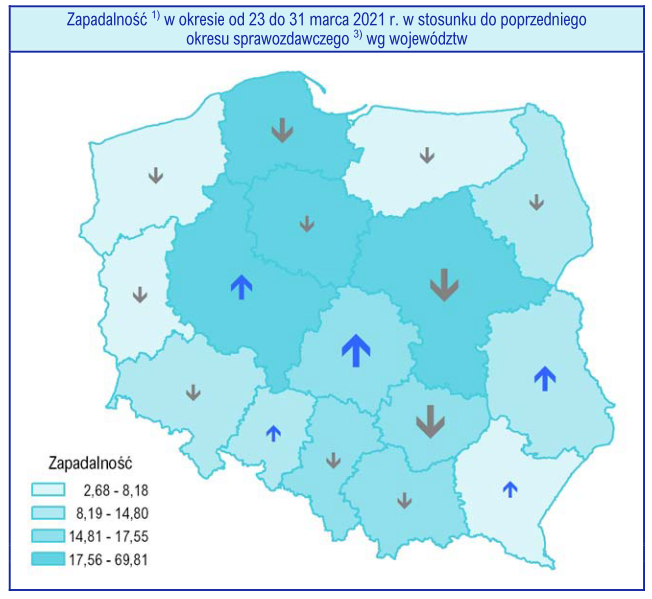 Zapadalność 1) w okresie od 23 do 31 marca 2021 r. w stosunku do poprzedniego
okresu sprawozdawczego 3) wg województw
Zapadalność
2,68 - 8,18
8,19 - 14,80
14,81 - 17,55
17,56 - 69,81